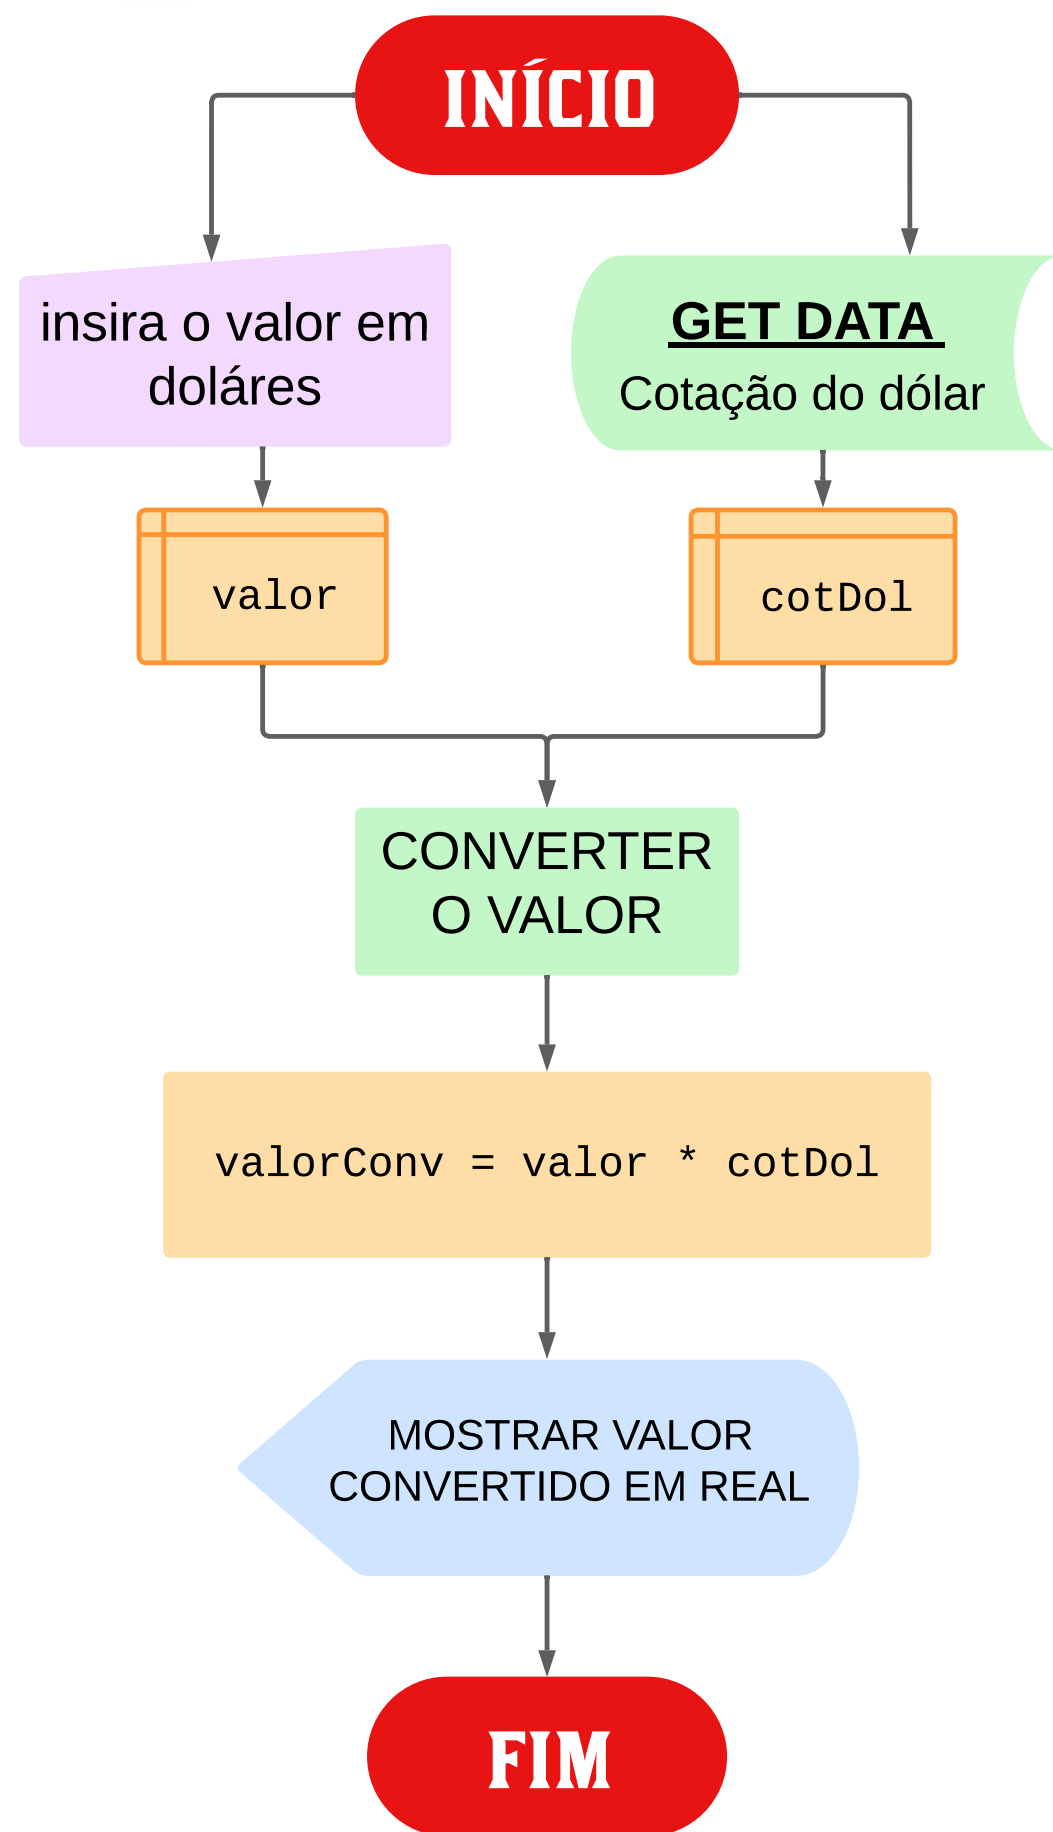 INÍCIO
insira o valor em
doláres
GET DATA
Cotação do dólar
valor
cotDol
CONVERTER
O VALOR
valorConv = valor * cotDol
MOSTRAR VALOR
CONVERTIDO EM REAL
FIM